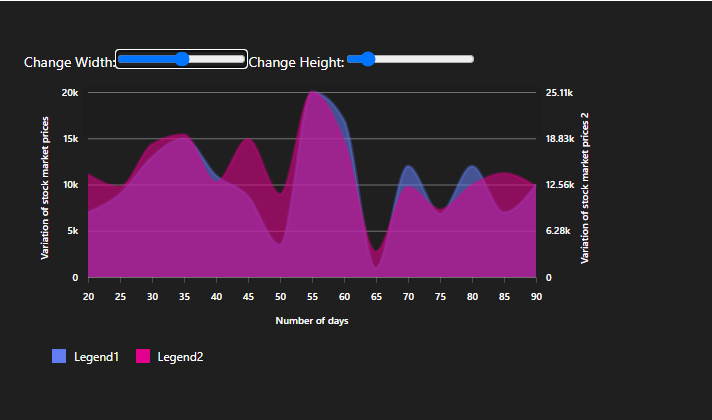 Change Width: Change Height:
20k
15k
10k
5k
0
Variation of stock market prices
25.11k
18.83k
12.56k
6.28k
0
Variation of stock market prices 2
20 25 30 35 40 45 50 55 60 65 70 75 80 85 90
Number of days
Legend1 Legend2